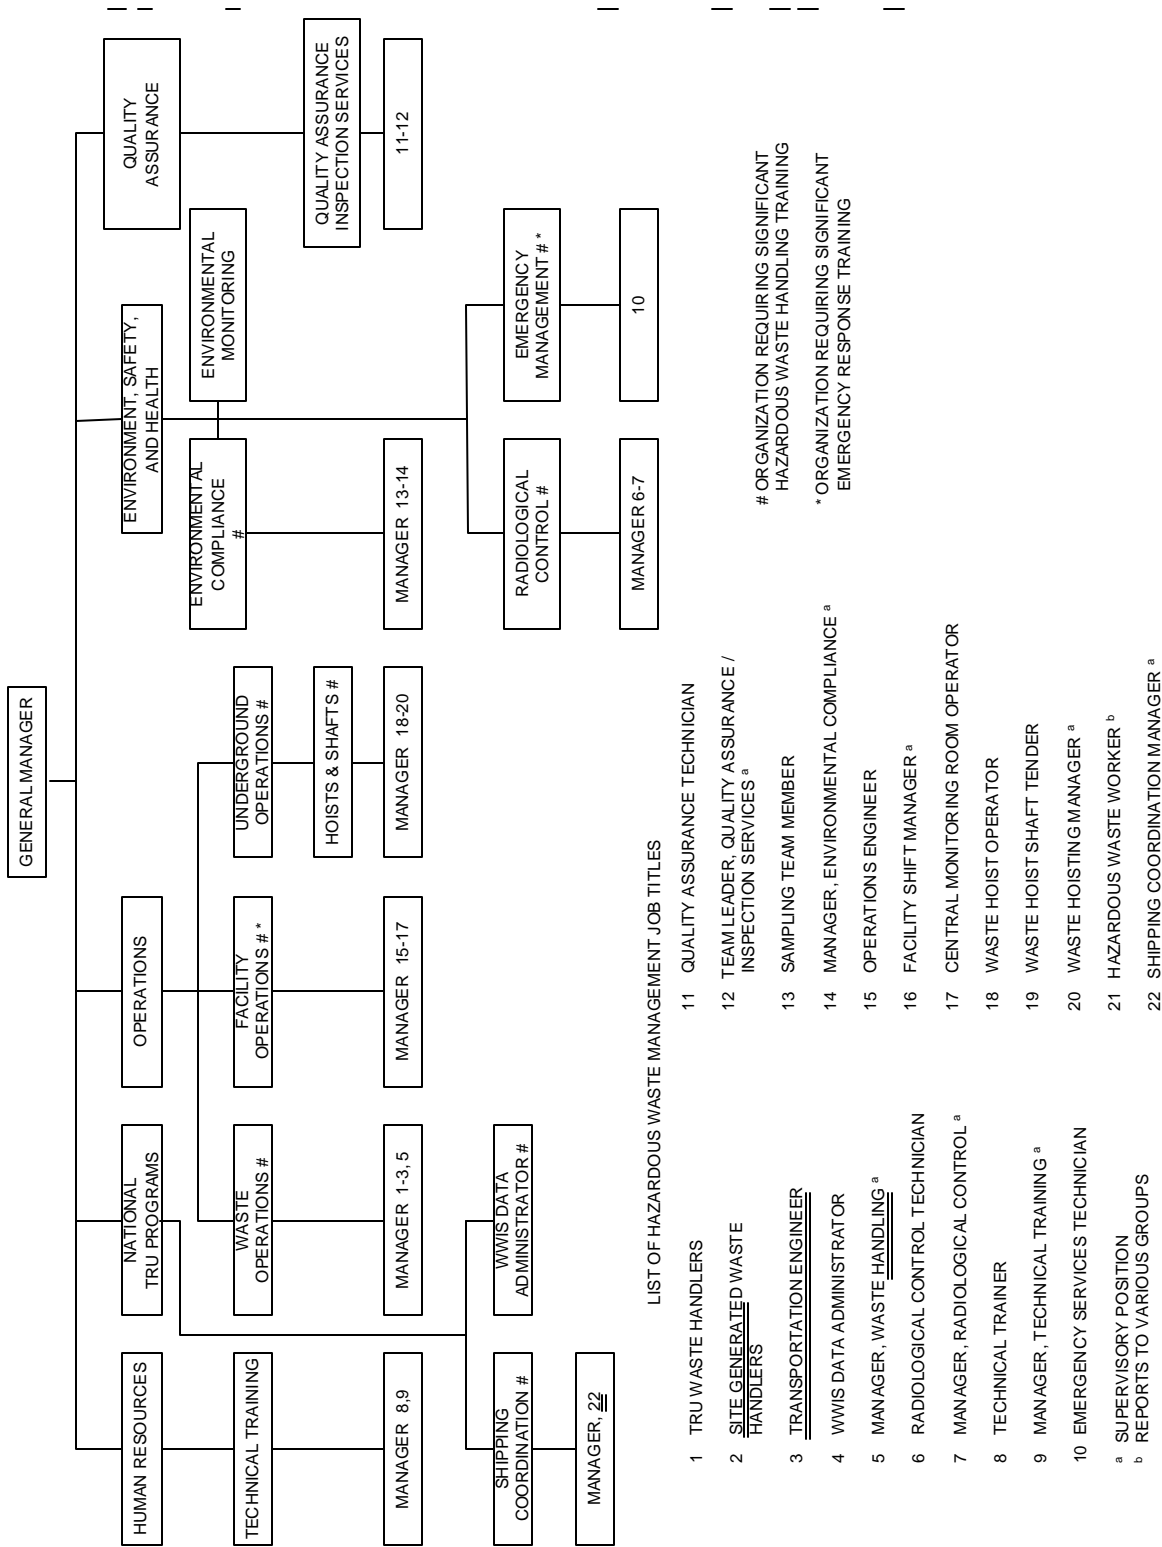 GENERAL MANAGER
HUMAN RESOURCES
NATIONAL
TRU PROGRAMS
OPERATIONS
ENVIRONMENT, SAFETY,
AND HEALTH
QUALITY
ASSURANCE
TECHNICAL TRAINING
WASTE
OPERATIONS #
FACILITY
OPERATIONS # *
UNDERGROUND
OPERATIONS #
ENVIRONMENTAL
COMPLIANCE
#
ENVIRONMENTAL
MONITORING
HOISTS & SHAFTS #
QUALITY ASSURANCE
INSPECTION SERVICES
MANAGER 8,9
MANAGER 1-3, 5
MANAGER 15-17
MANAGER 18-20
MANAGER 13-14
11-12
SHIPPING
COORDINATION #
WWIS DATA
ADMINISTRATOR #
RADIOLOGICAL
CONTROL #
EMERGENCY
MANAGEMENT # *
MANAGER, 22
MANAGER 6-7
10
LIST OF HAZARDOUS WASTE MANAGEMENT JOB TITLES
1 TRU WASTE HANDLERS
2 SITE GENERATED WASTE
HANDLERS
3 TRANSPORTATION ENGINEER
4 WWIS DATA ADMINISTRATOR
5 MANAGER, WASTE HANDLING a
6 RADIOLOGICAL CONTROL TECHNICIAN
7 MANAGER, RADIOLOGICAL CONTROL a
8 TECHNICAL TRAINER
9 MANAGER, TECHNICAL TRAINING a
10 EMERGENCY SERVICES TECHNICIAN
a SUPERVISORY POSITION
b REPORTS TO VARIOUS GROUPS
11 QUALITY ASSURANCE TECHNICIAN
12 TEAM LEADER, QUALITY ASSURANCE /
INSPECTION SERVICES a
13 SAMPLING TEAM MEMBER
14 MANAGER, ENVIRONMENTAL COMPLIANCE a
15 OPERATIONS ENGINEER
16 FACILITY SHIFT MANAGER a
17 CENTRAL MONITORING ROOM OPERATOR
18 WASTE HOIST OPERATOR
19 WASTE HOIST SHAFT TENDER
20 WASTE HOISTING MANAGER a
21 HAZARDOUS WASTE WORKER b
22 SHIPPING COORDINATION MANAGER a
# ORGANIZATION REQUIRING SIGNIFICANT
HAZARDOUS WASTE HANDLING TRAINING
* ORGANIZATION REQUIRING SIGNIFICANT
EMERGENCY RESPONSE TRAINING